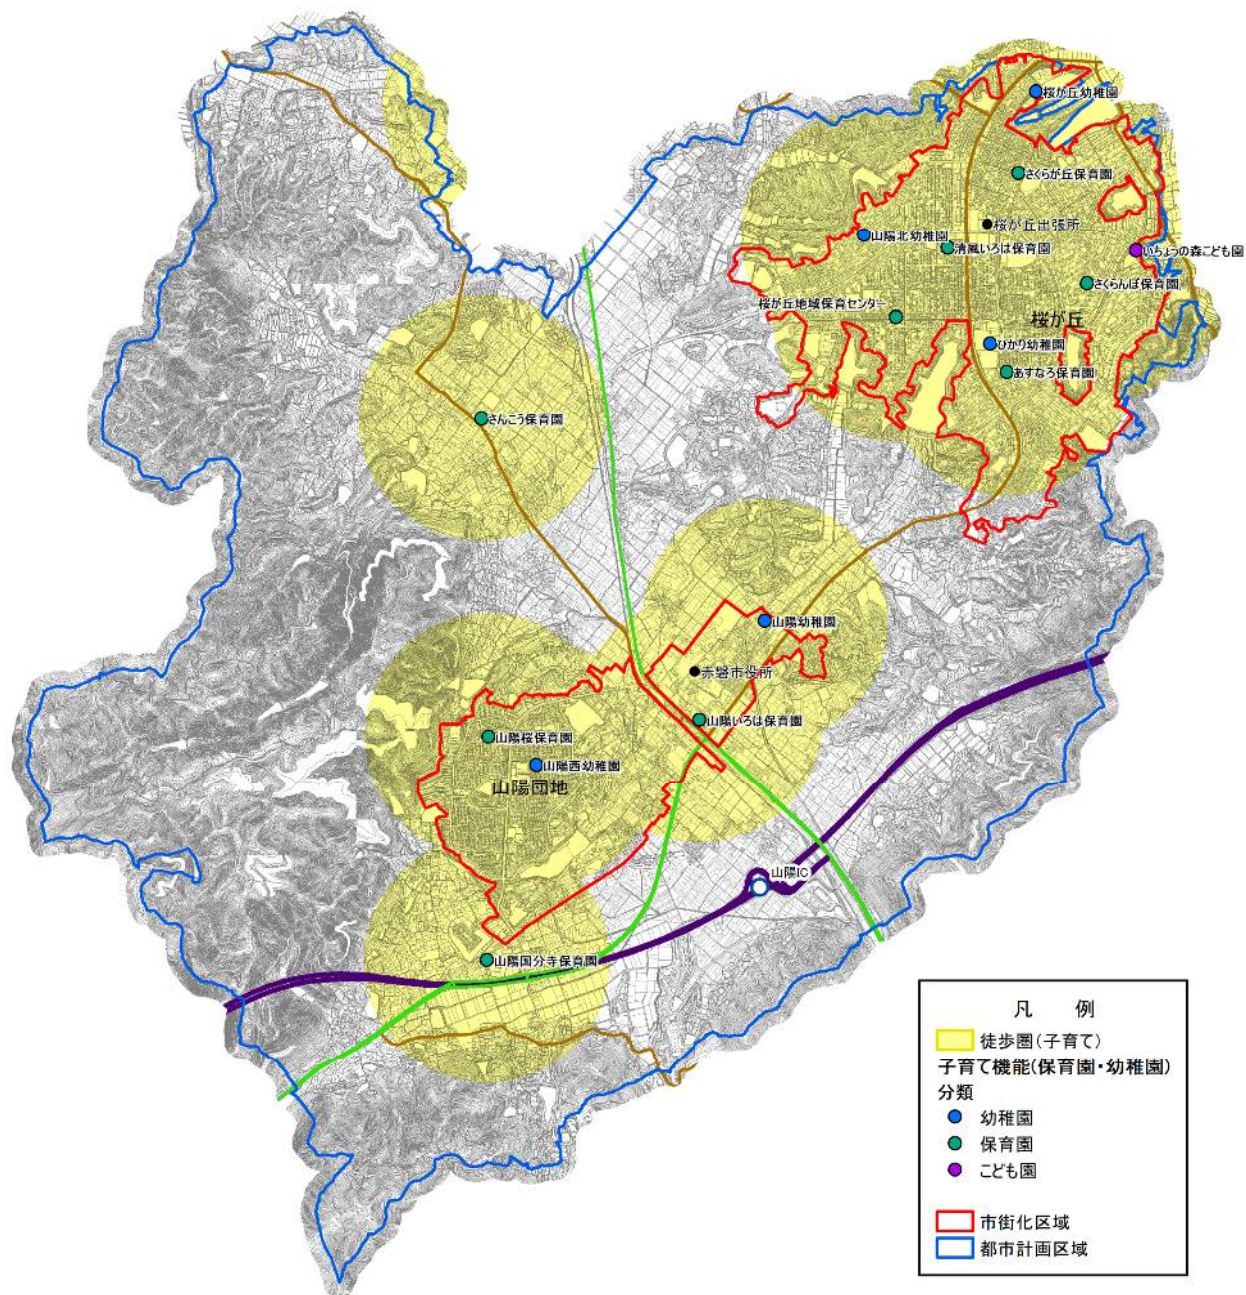 桜が丘幼稚園
さくらが丘保育園
桜が丘出張所
山陽北幼稚園
清風いろは保育園
いちょうの森こども園
さくらんぼ保育園
桜が丘地域保育センター
桜が丘
ひかり幼稚園
あすなろ保育園
さんこう保育園
山陽幼稚園
赤磐市役所
山陽いろは保育園
山陽桜保育園
山陽西幼稚園
山陽団地
山陽IC
山陽国分寺保育園
凡 例
徒歩圏(子育て)
子育て機能(保育園・幼稚園)
分類
幼稚園
保育園
こども園
市街化区域
都市計画区域